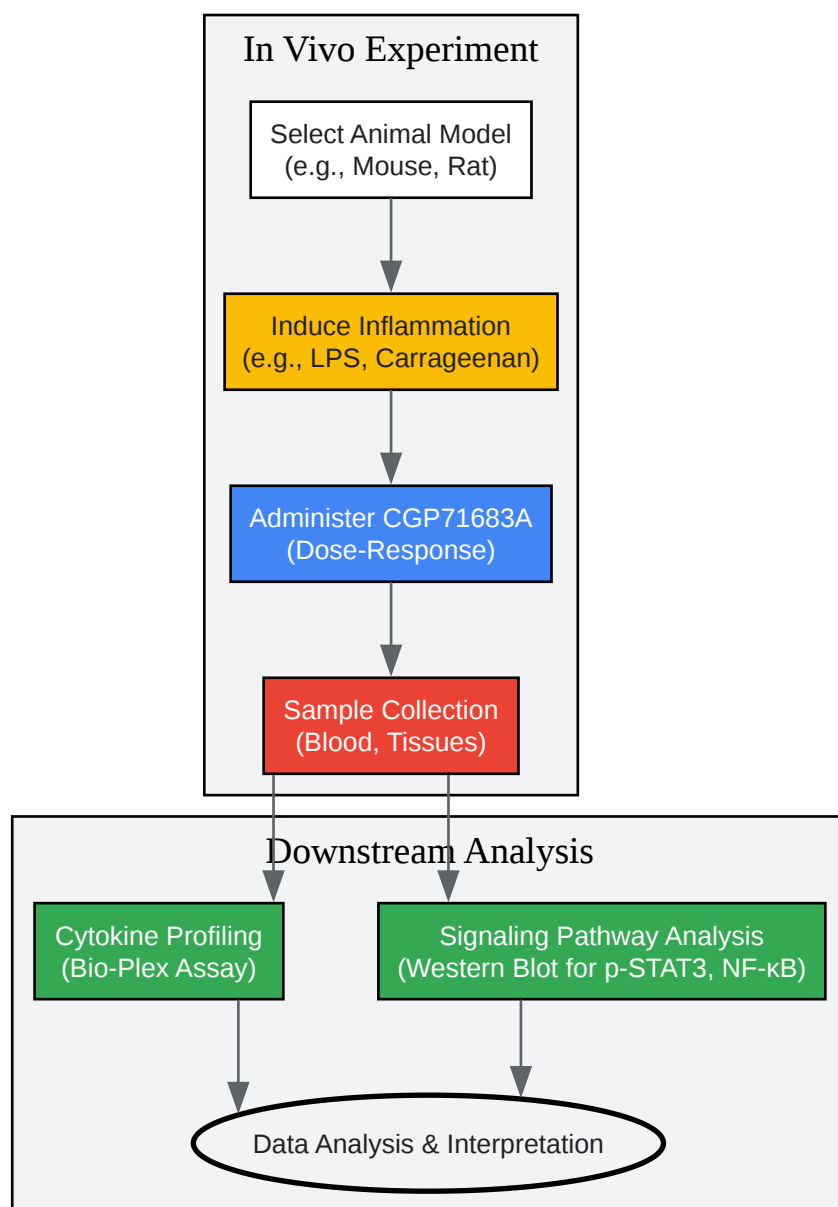 In Vivo Experiment
Select Animal Model
(e.g., Mouse, Rat)
Induce Inflammation
(e.g., LPS, Carrageenan)
Administer CGP71683A
(Dose-Response)
Sample Collection
(Blood, Tissues)
Downstream Analysis
Cytokine Profiling
(Bio-Plex Assay)
Signaling Pathway Analysis
(Western Blot for p-STAT3, NF-κB)
Data Analysis & Interpretation